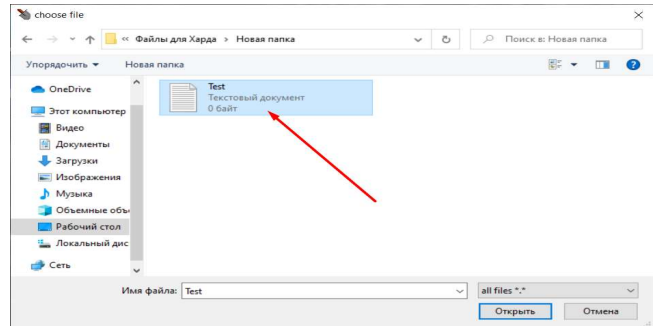 choose file
« Файлы для Харда » Новая папка
Поиск в: Новая папка
Упорядочить
Новая папка
OneDrive
Этот компьютер
Видео
Документы
Загрузки
Изображения
Музыка
Объемные объ
Рабочий стол
Локальный дис
Сеть
Test
Текстовый документ
0 байт
Имя файла: Test
all files *.*
Открыть
Отмена